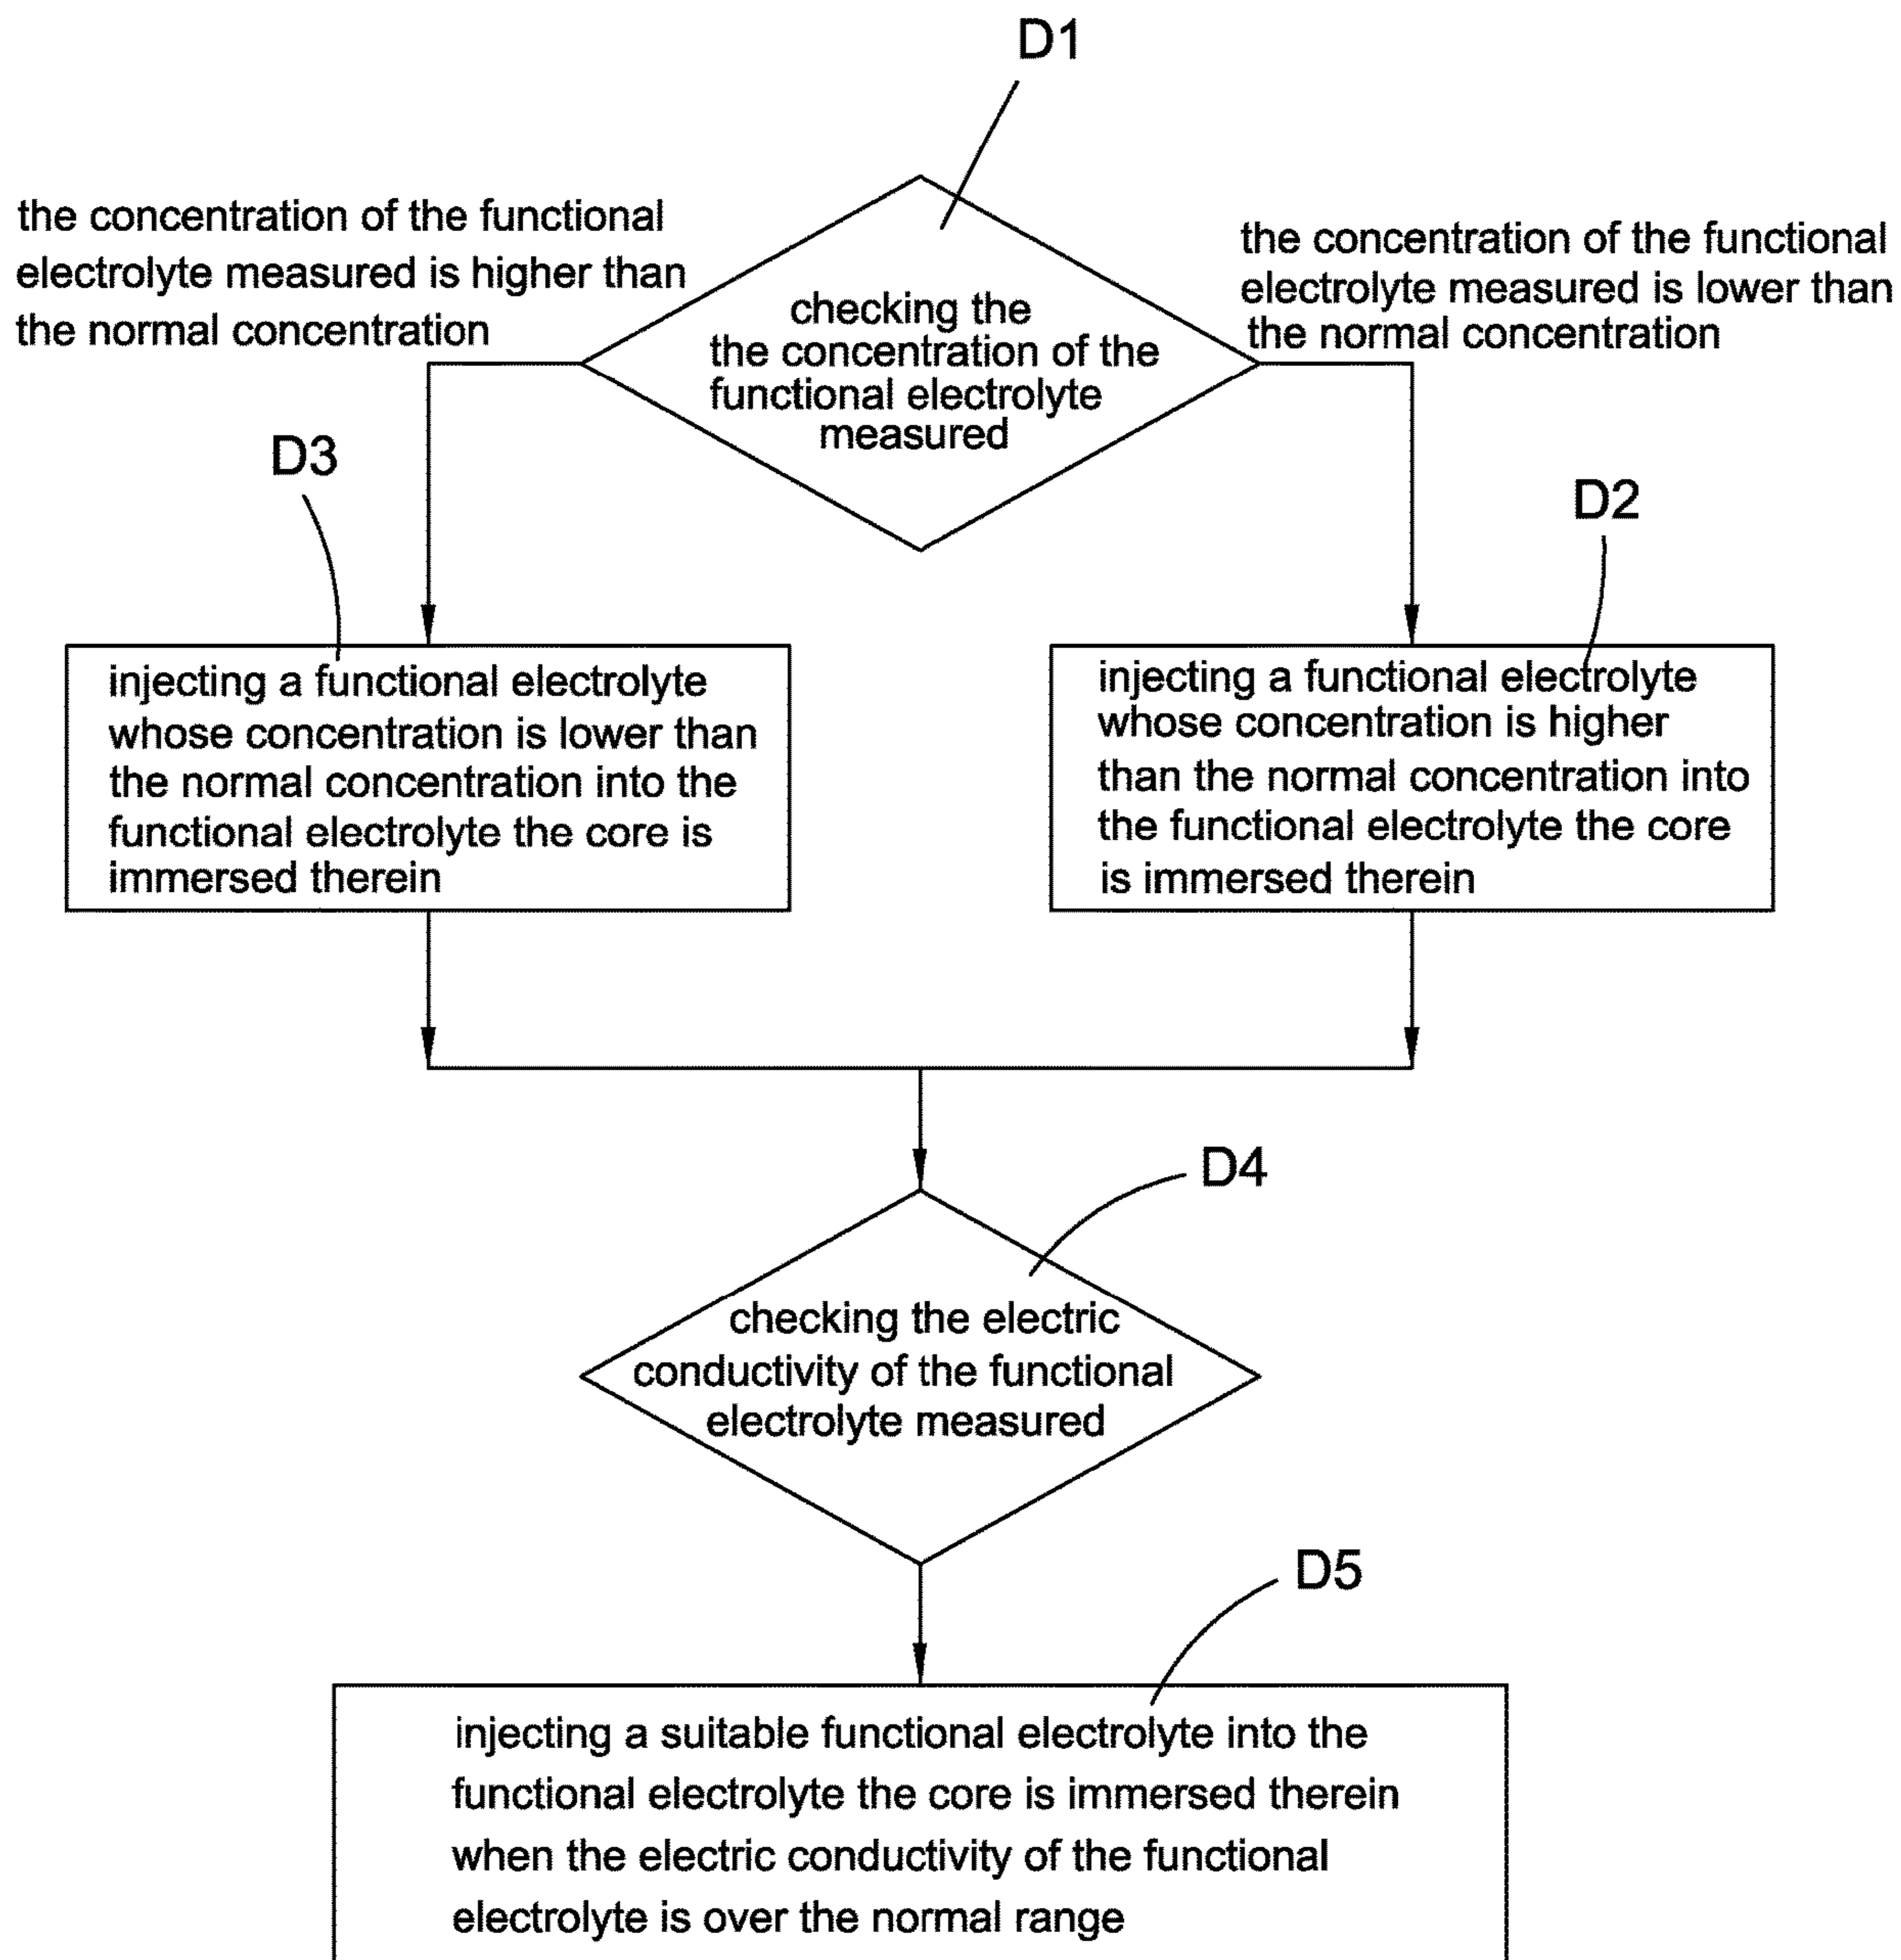 D1
the concentration of the functional
electrolyte measured is higher than
the normal concentration
the concentration of the functional
electrolyte measured is lower than
the normal concentration
checking the
the concentration of the
functional electrolyte
measured
D3
D2
injecting a functional electrolyte
whose concentration is lower than
the normal concentration into the
functional electrolyte the core is
immersed therein
injecting a functional electrolyte
whose concentration is higher
than the normal concentration into
the functional electrolyte the core
is immersed therein
D4
checking the electric
conductivity of the functional
electrolyte measured
D5
injecting a suitable functional electrolyte into the
functional electrolyte the core is immersed therein
when the electric conductivity of the functional
electrolyte is over the normal range